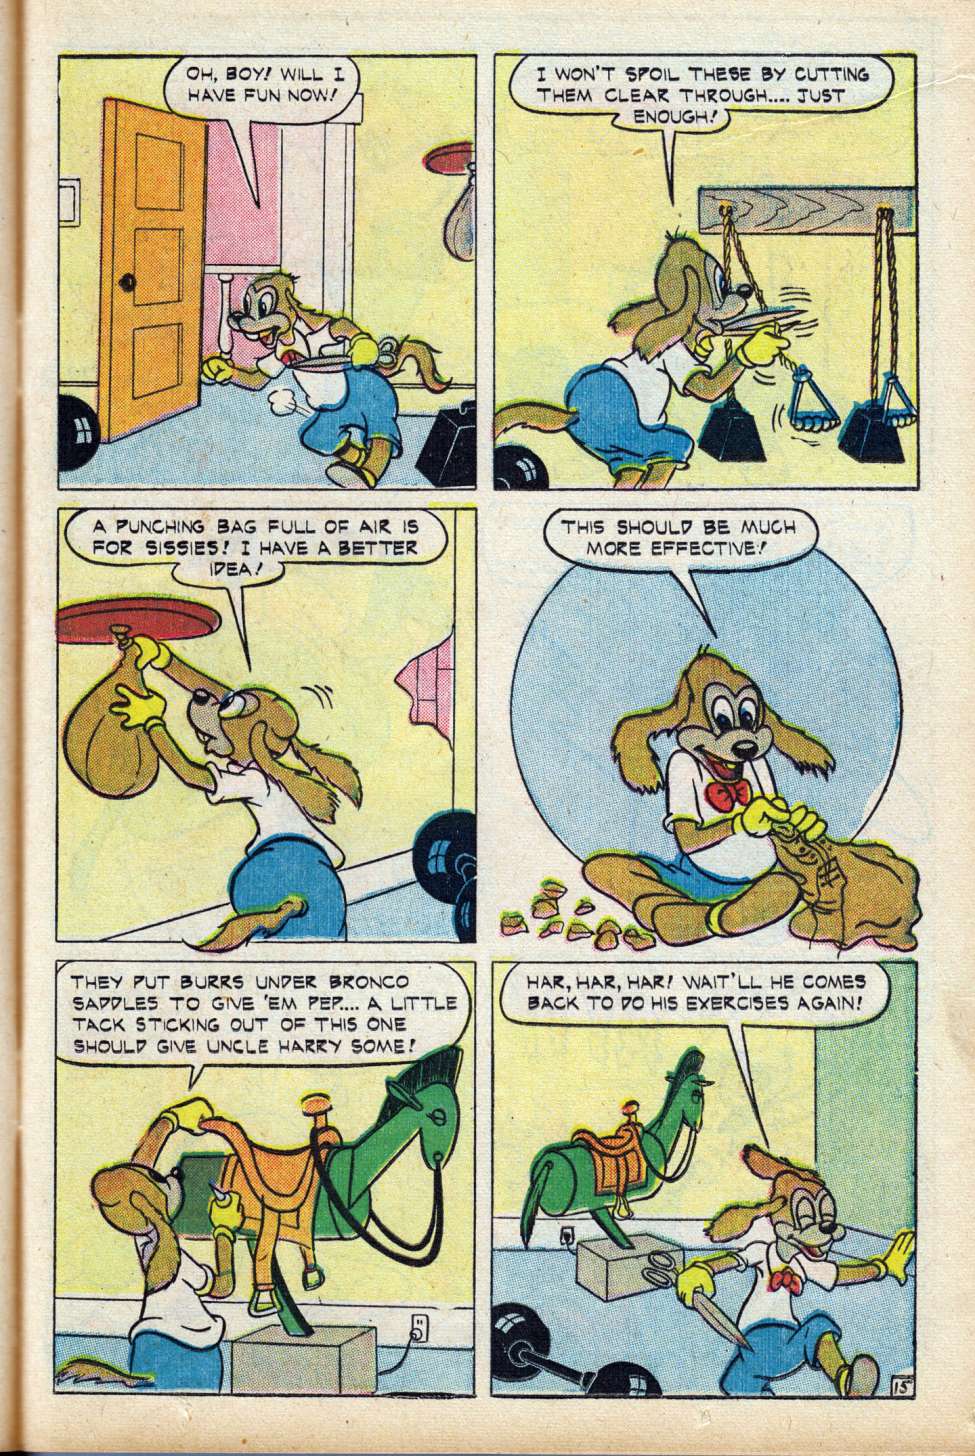 OH, BOY! WILL I
HAVE FUN NOW!
I WON'T SPOIL THESE BY CUTTING
THEM CLEAR THROUGH.... JUST
ENOUGH!
A PUNCHING BAG FULL OF AIR IS
FOR SISSIES! I HAVE A BETTER
IDEA!
THIS SHOULD BE MUCH
MORE EFFECTIVE!
THEY PUT BURRS UNDER BRONCO
SADDLES TO GIVE 'EM PEP.... A LITTLE
TACK STICKING OUT OF THIS ONE
SHOULD GIVE UNCLE HARRY SOME!
HAR, HAR, HAR! WAIT'LL HE COMES
BACK TO DO HIS EXERCISES AGAIN!
15